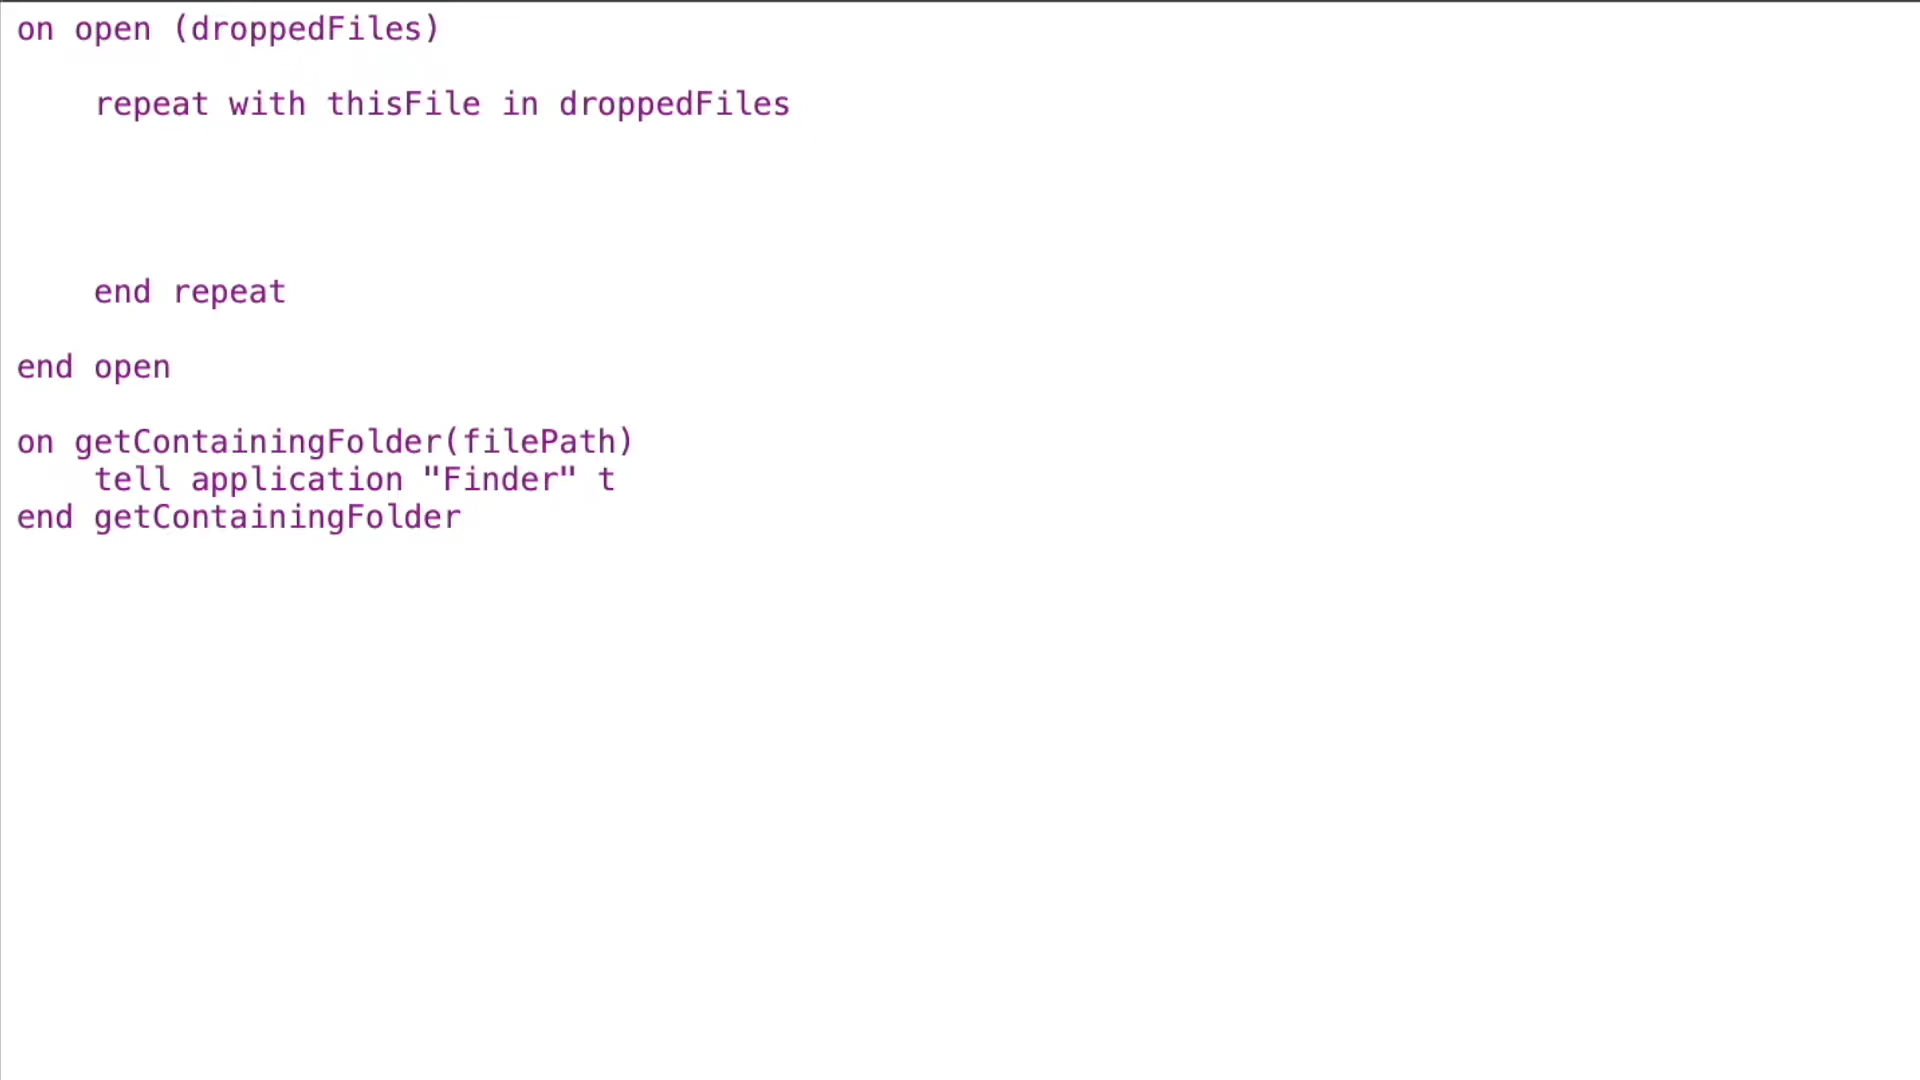 on open (droppedFiles)
repeat with thisFile in droppedFiles
end repeat
end open
on getContainingFolder(filePath)
tell application "Finder" t
end getContainingFolder